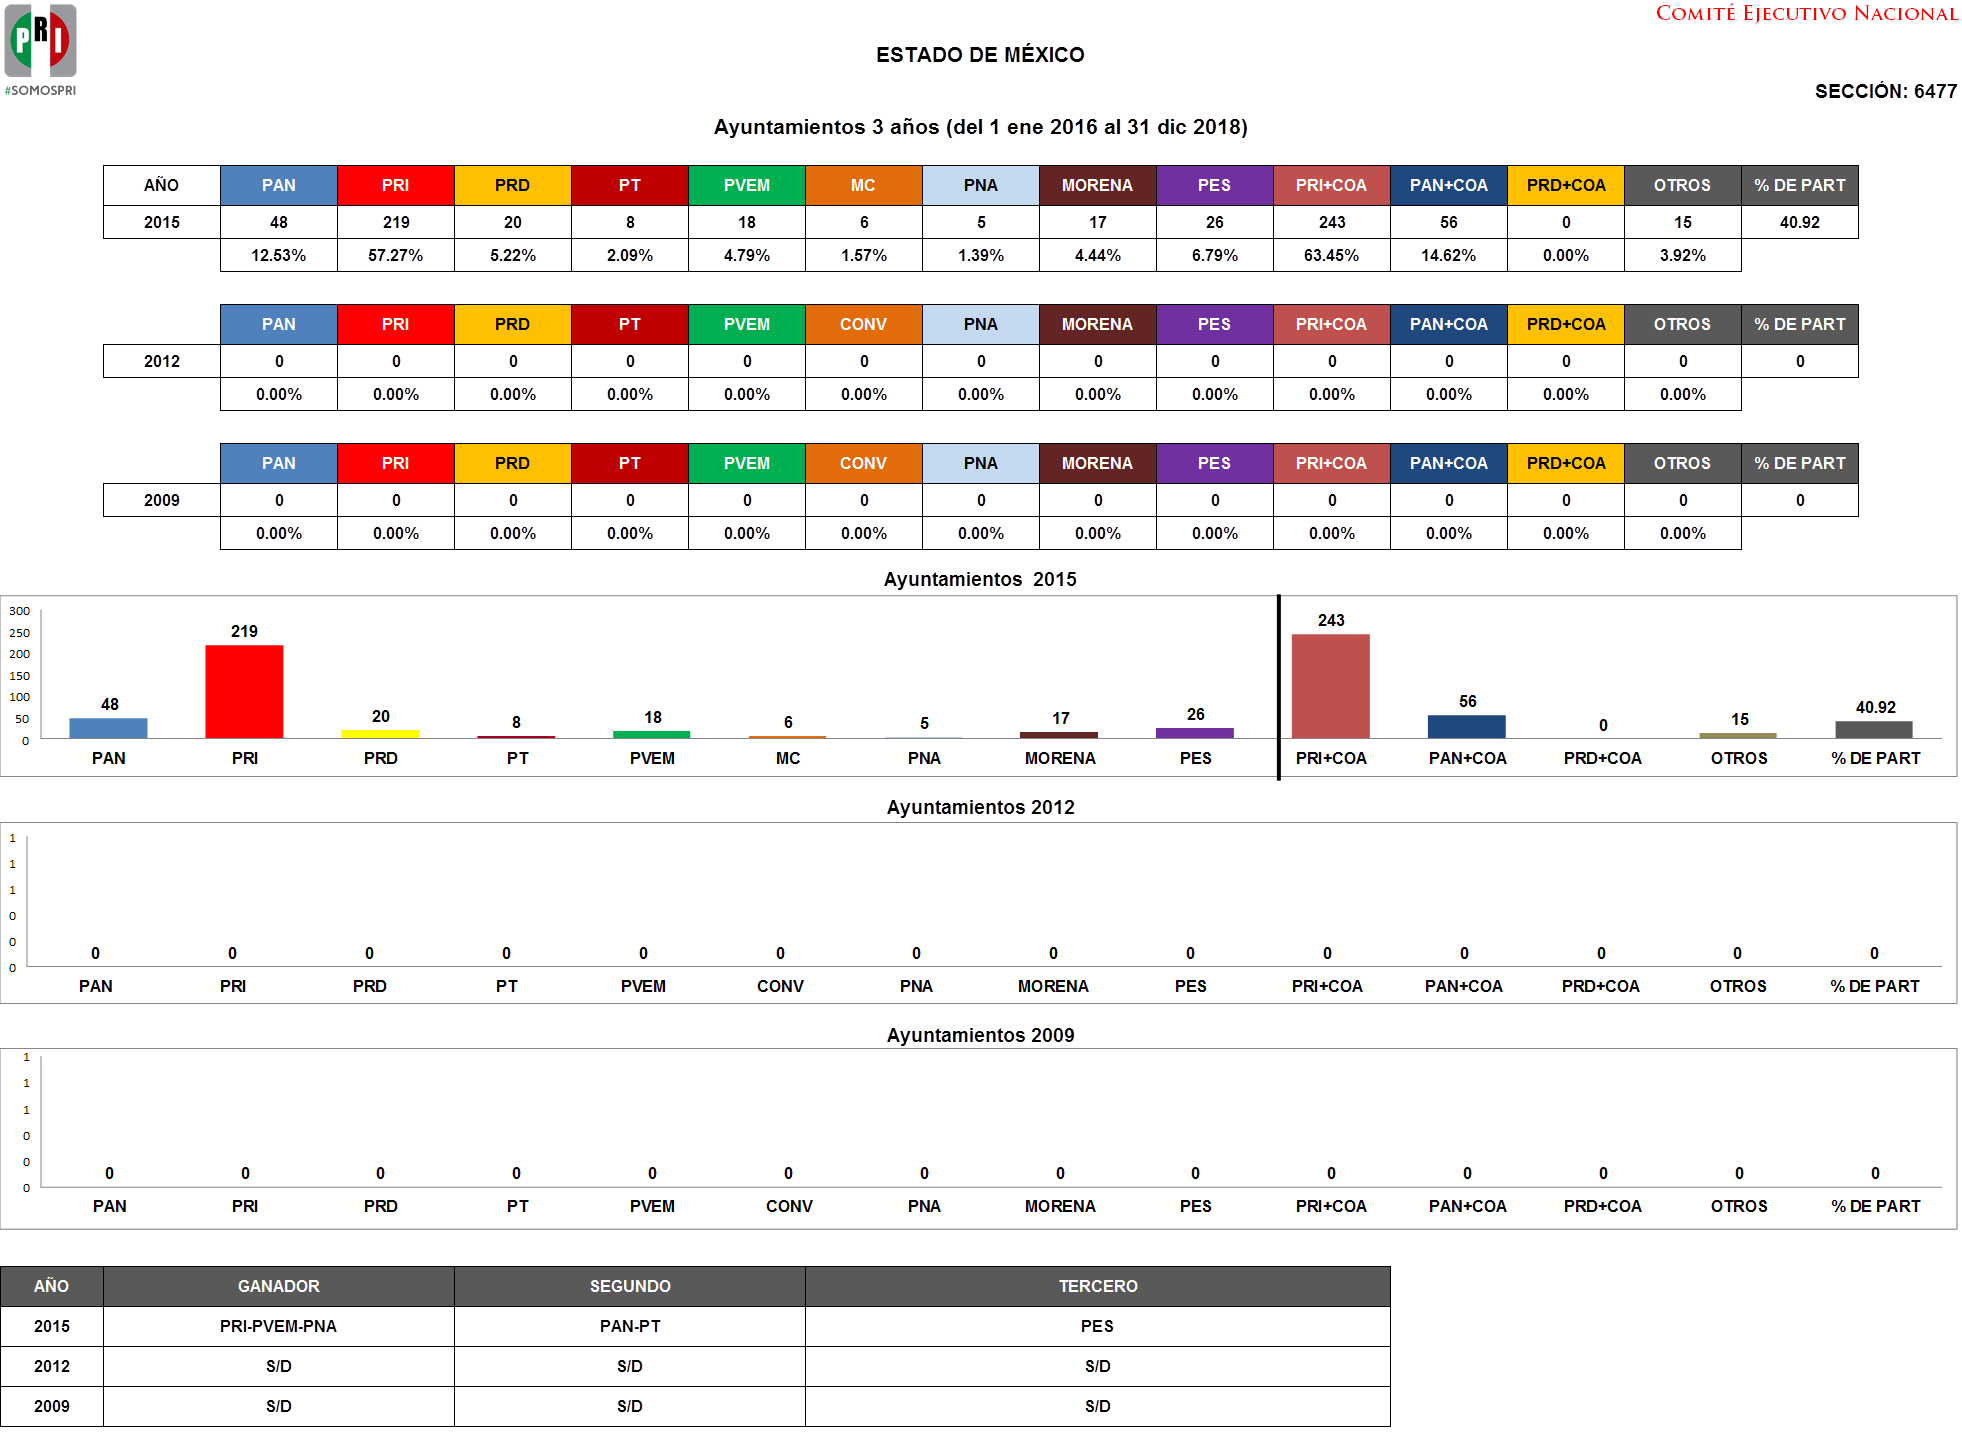 PRI
#SOMOSPRI
COMITÉ EJECUTIVO NACIONAL
ESTADO DE MÉXICO
SECCIÓN: 6477
Ayuntamientos 3 años (del 1 ene 2016 al 31 dic 2018)
AÑO PAN PRI PRD PT PVEM MC PNA MORENA PES PRI+COA PAN+COA PRD+COA OTROS % DE PART
2015 48 219 20 8 18 6 5 17 26 243 56 0 15 40.92
12.53% 57.27% 5.22% 2.09% 4.79% 1.57% 1.39% 4.44% 6.79% 63.45% 14.62% 0.00% 3.92%
PAN PRI PRD PT PVEM CONV PNA MORENA PES PRI+COA PAN+COA PRD+COA OTROS % DE PART
2012 0 0 0 0 0 0 0 0 0 0 0 0 0 0
0.00% 0.00% 0.00% 0.00% 0.00% 0.00% 0.00% 0.00% 0.00% 0.00% 0.00% 0.00% 0.00%
PAN PRI PRD PT PVEM CONV PNA MORENA PES PRI+COA PAN+COA PRD+COA OTROS % DE PART
2009 0 0 0 0 0 0 0 0 0 0 0 0 0 0
0.00% 0.00% 0.00% 0.00% 0.00% 0.00% 0.00% 0.00% 0.00% 0.00% 0.00% 0.00% 0.00%
Ayuntamientos 2015
300
250
200
150
100
50
0
48 219 20 8 18 6 5 17 26 243 56 0 15 40.92
PAN PRI PRD PT PVEM MC PNA MORENA PES PRI+COA PAN+COA PRD+COA OTROS % DE PART
Ayuntamientos 2012
1
1
1
0
0
0
0 0 0 0 0 0 0 0 0 0 0 0 0 0
PAN PRI PRD PT PVEM CONV PNA MORENA PES PRI+COA PAN+COA PRD+COA OTROS % DE PART
Ayuntamientos 2009
1
1
1
0
0
0
0 0 0 0 0 0 0 0 0 0 0 0 0 0
PAN PRI PRD PT PVEM CONV PNA MORENA PES PRI+COA PAN+COA PRD+COA OTROS % DE PART
AÑO GANADOR SEGUNDO TERCERO
2015 PRI-PVEM-PNA PAN-PT PES
2012 S/D S/D S/D
2009 S/D S/D S/D